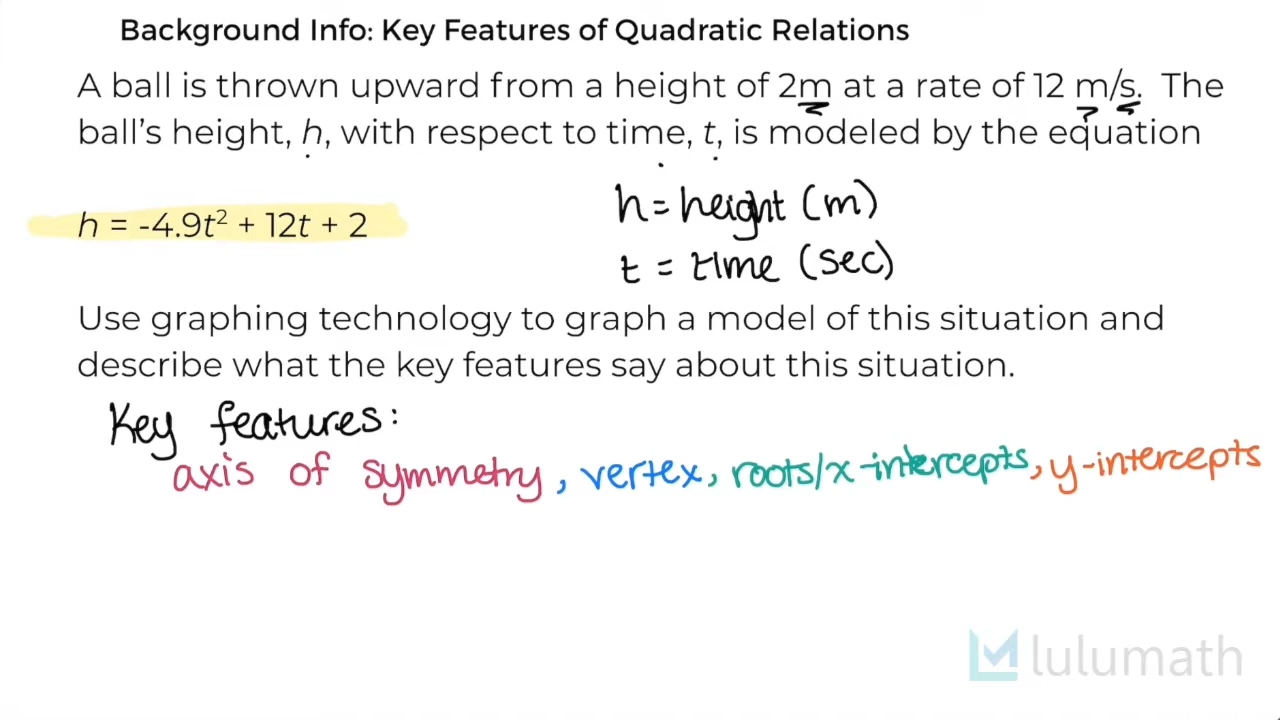 Background Info: Key Features of Quadratic Relations
A ball is thrown upward from a height of 2m at a rate of 12 m/s. The
ball's height, h, with respect to time, t, is modeled by the equation
h = -4.9t² + 12t + 2
h = height (m)
t = time (sec)
Use graphing technology to graph a model of this situation and
describe what the key features say about this situation.
Key features:
axis of symmetry, vertex, roots/x-intercepts, y-intercepts
lulumath